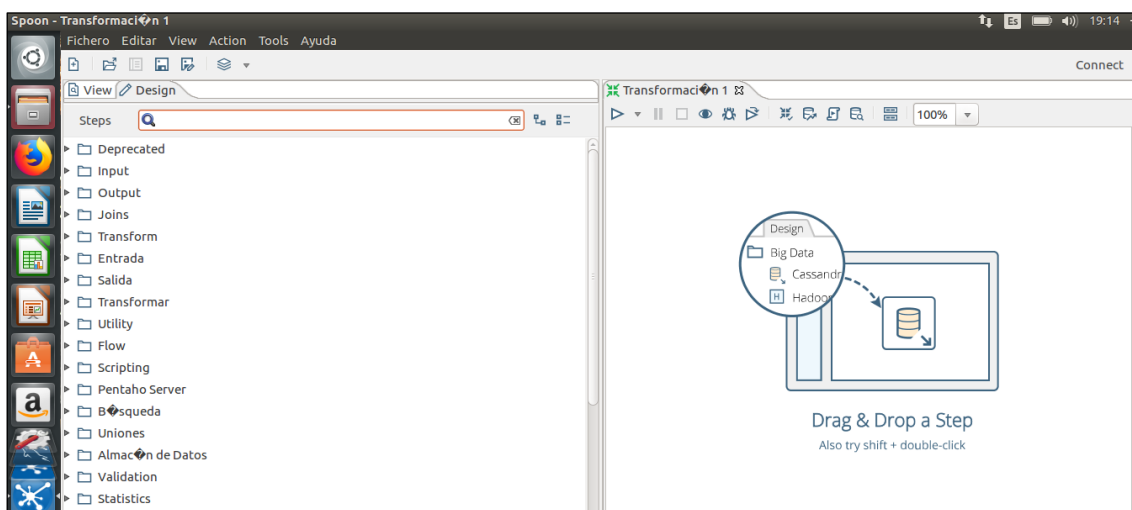 Spoon - Transformaci�n 1
Es
19:14
Fichero Editar View Action Tools Ayuda
Connect
View
Design
Transformaci�n 1
Steps
100%
Deprecated
Input
Output
Joins
Transform
Entrada
Salida
Transformar
Utility
Flow
Scripting
Pentaho Server
B�squeda
Uniones
Almac�n de Datos
Validation
Statistics
Design
Big Data
Cassandr
H Hadoop
Drag & Drop a Step
Also try shift + double-click